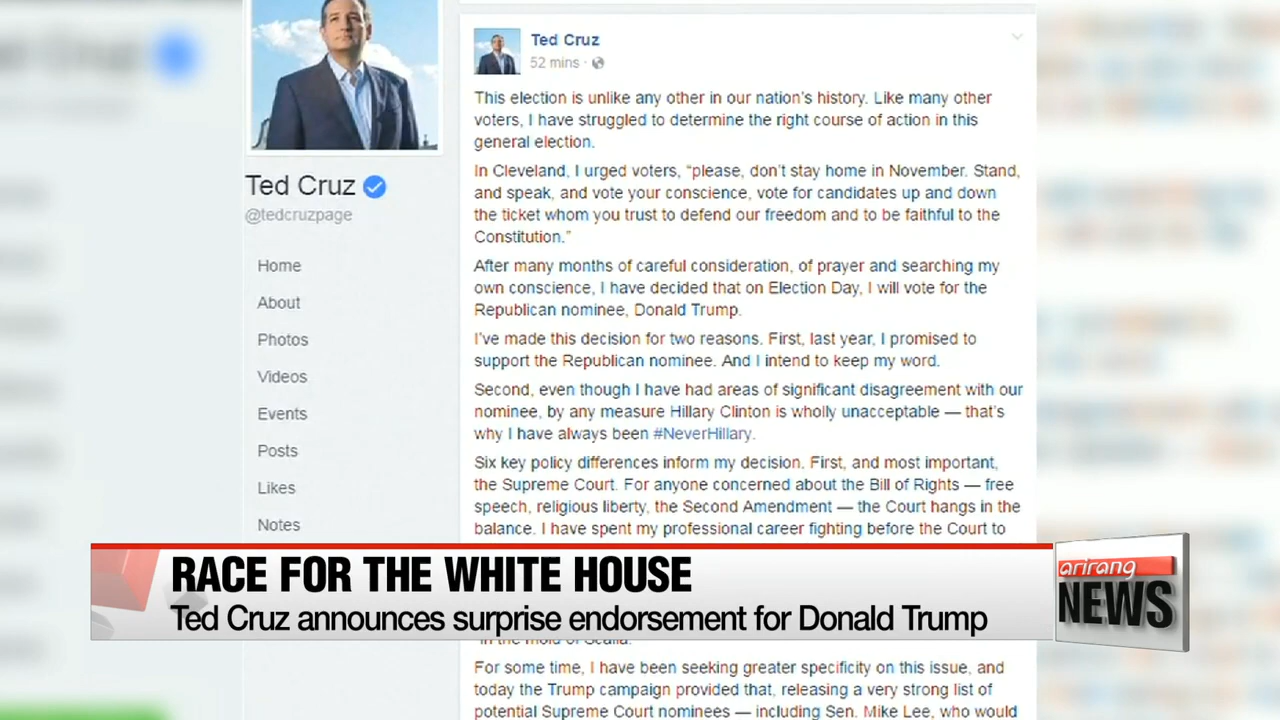 Ted Cruz
52 mins ·
This election is unlike any other in our nation's history. Like many other
voters, I have struggled to determine the right course of action in this
general election.
In Cleveland, I urged voters, “please, don't stay home in November. Stand,
and speak, and vote your conscience, vote for candidates up and down
the ticket whom you trust to defend our freedom and to be faithful to the
Constitution.”
After many months of careful consideration, of prayer and searching my
own conscience, I have decided that on Election Day, I will vote for the
Republican nominee, Donald Trump.
I've made this decision for two reasons. First, last year, I promised to
support the Republican nominee. And I intend to keep my word.
Second, even though I have had areas of significant disagreement with our
nominee, by any measure Hillary Clinton is wholly unacceptable — that's
why I have always been #NeverHillary.
Six key policy differences inform my decision. First, and most important,
the Supreme Court. For anyone concerned about the Bill of Rights — free
speech, religious liberty, the Second Amendment — the Court hangs in the
balance. I have spent my professional career fighting before the Court to
For some time, I have been seeking greater specificity on this issue, and
today the Trump campaign provided that, releasing a very strong list of
potential Supreme Court nominees — including Sen. Mike Lee, who would
Ted Cruz
@tedcruzpage
Home
About
Photos
Videos
Events
Posts
Likes
Notes
RACE FOR THE WHITE HOUSE
Ted Cruz announces surprise endorsement for Donald Trump
arirang
NEWS